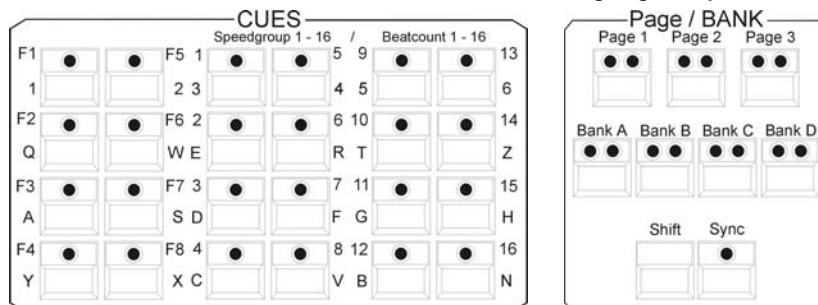 CUES
Speedgroup 1 - 16 / Beatcount 1 - 16
F1 F5 1 5 9 13
1 2 3 4 5 6
F2 F6 2 6 10 14
Q W E R T Z
F3 F7 3 7 11 15
A S D F G H
F4 F8 4 8 12 16
Y X C V B N
Page / BANK
Page 1 Page 2 Page 3
Bank A Bank B Bank C Bank D
Shift Sync